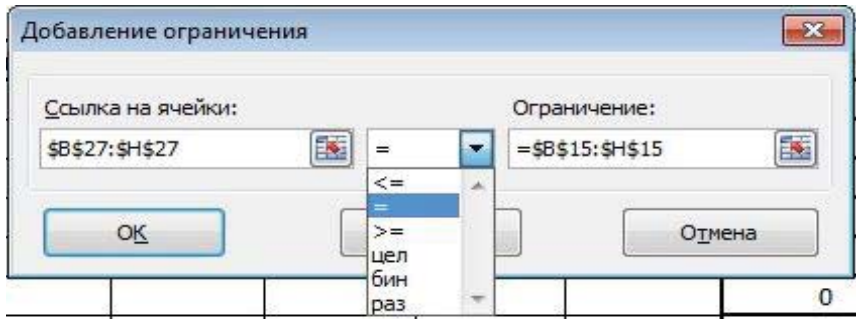 Добавление ограничения
Ссылка на ячейки: Ограничение:
$B$27:$H$27 = =$B$15:$H$15
<=
=
>=
цел
бин
раз
OK Отмена
0